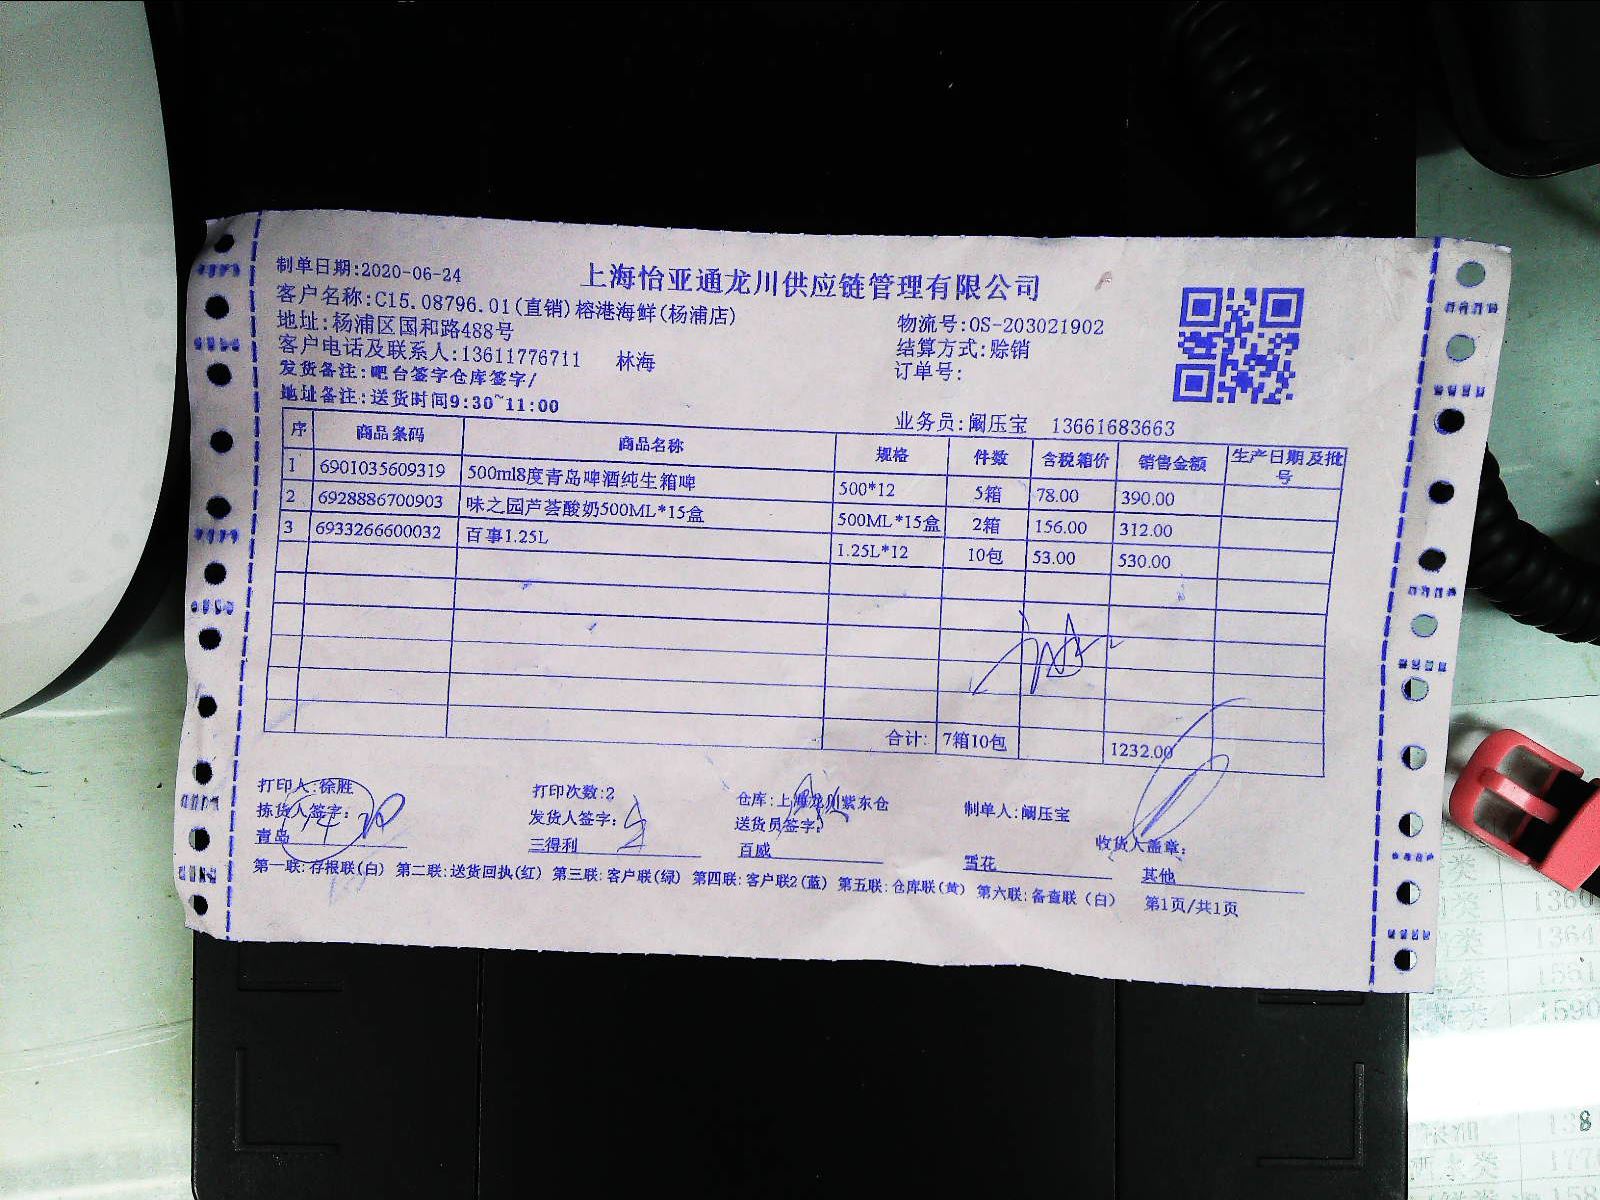 上海怡亚通龙川供应链管理有限公司
制单日期:2020-06-24
客户名称:C15.08796.01(直销)榕港海鲜(杨浦店)
地址:杨浦区国和路488号
客户电话及联系人:13611776711 林海
发货备注:吧台签字仓库签字/
地址备注:送货时间9:30~11:00
物流号:OS-203021902
结算方式:赊销
订单号:
业务员:阚压宝 13661683663
序 商品条码 商品名称 规格 件数 含税箱价 销售金额 生产日期及批号
1 6901035609319 500ml8度青岛啤酒纯生箱啤 500*12 5箱 78.00 390.00
2 6928886700903 味之园芦荟酸奶500ML*15盒 500ML*15盒 2箱 156.00 312.00
3 6933266600032 百事1.25L 1.25L*12 10包 53.00 530.00
合计: 7箱10包 1232.00
打印人:徐胜 打印次数:2 仓库:上海龙川紫东仓 制单人:阚压宝
拣货人签字: 发货人签字: 送货员签字: 收货人盖章:
青岛 三得利 百威 雪花 其他
第一联:存根联(白) 第二联:送货回执(红) 第三联:客户联(绿) 第四联:客户联2(蓝) 第五联:仓库联(黄) 第六联:备查联(白) 第1页/共1页